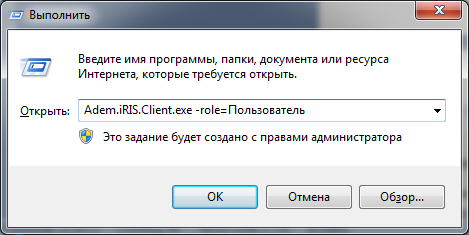 Выполнить
Введите имя программы, папки, документа или ресурса
Интернета, которые требуется открыть.
Открыть: Adem.iRIS.Client.exe -role=Пользователь
Это задание будет создано с правами администратора
OK Отмена Обзор...